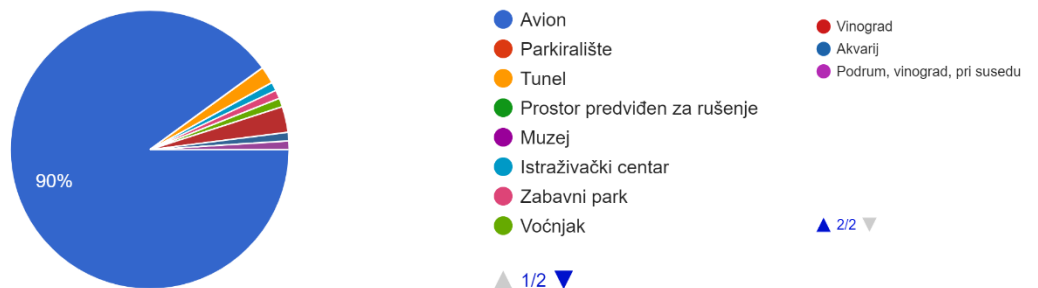 90%
Avion
Parkiralište
Tunel
Prostor predviđen za rušenje
Muzej
Istraživački centar
Zabavni park
Voćnjak
1/2
Vinograd
Akvarij
Podrum, vinograd, pri susedu
2/2